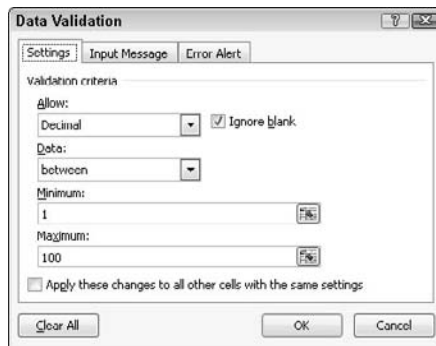 Data Validation
Settings Input Message Error Alert
Validation criteria
Allow:
Decimal Ignore blank
Data:
between
Minimum:
1
Maximum:
100
Apply these changes to all other cells with the same settings
Clear All OK Cancel